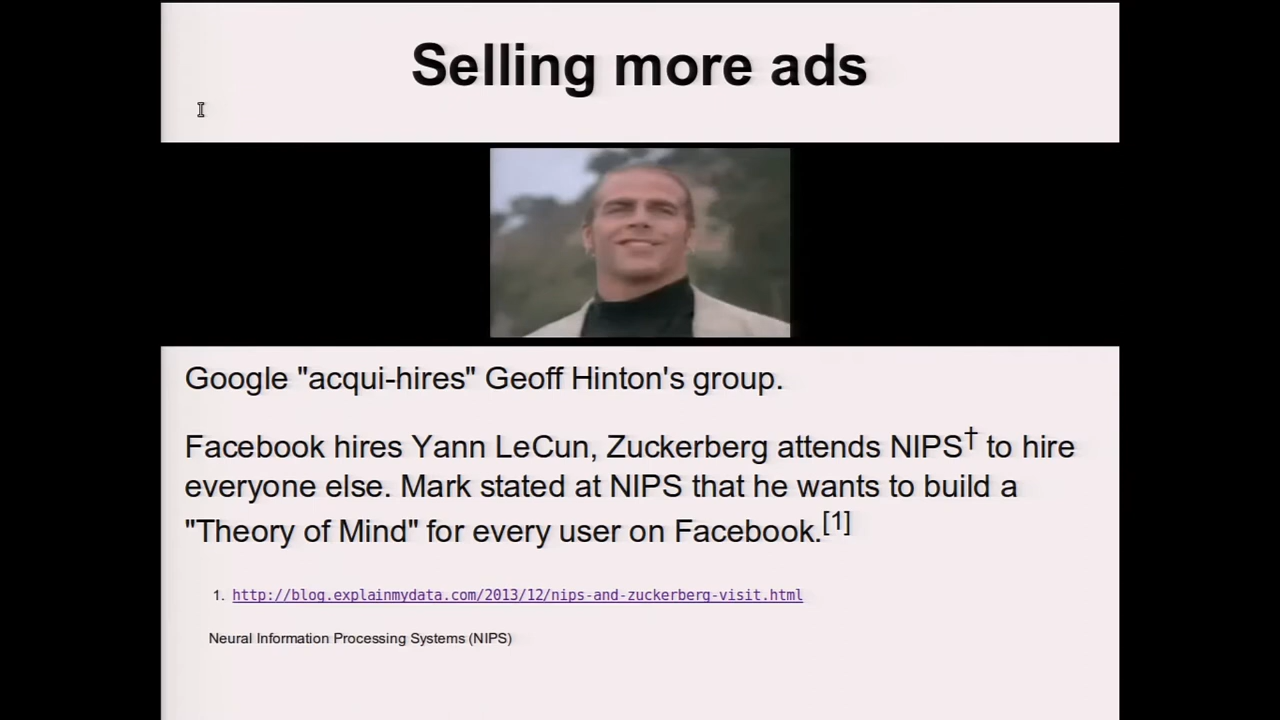 Selling more ads
Google "acqui-hires" Geoff Hinton's group.
Facebook hires Yann LeCun, Zuckerberg attends NIPS† to hire
everyone else. Mark stated at NIPS that he wants to build a
"Theory of Mind" for every user on Facebook.[1]
1. http://blog.explainmydata.com/2013/12/nips-and-zuckerberg-visit.html
Neural Information Processing Systems (NIPS)